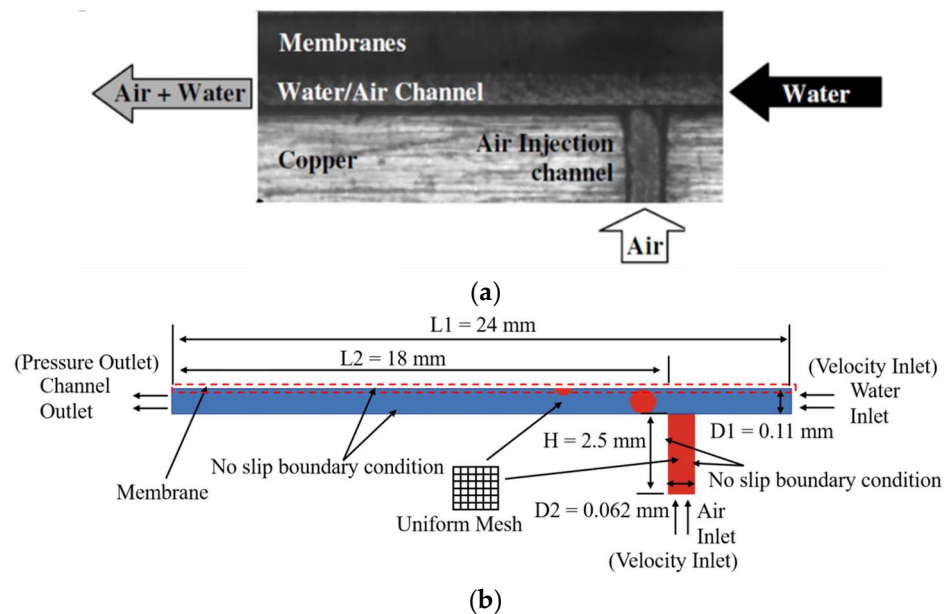 Membranes
Air + Water
Water/Air Channel
Water
Copper
Air Injection
channel
Air
(a)
L1 = 24 mm
(Pressure Outlet)
Channel
Outlet
L2 = 18 mm
(Velocity Inlet)
Water
Inlet
D1 = 0.11 mm
H = 2.5 mm
No slip boundary condition
No slip boundary condition
Membrane
Uniform Mesh
D2 = 0.062 mm
Air
Inlet
(Velocity Inlet)
(b)